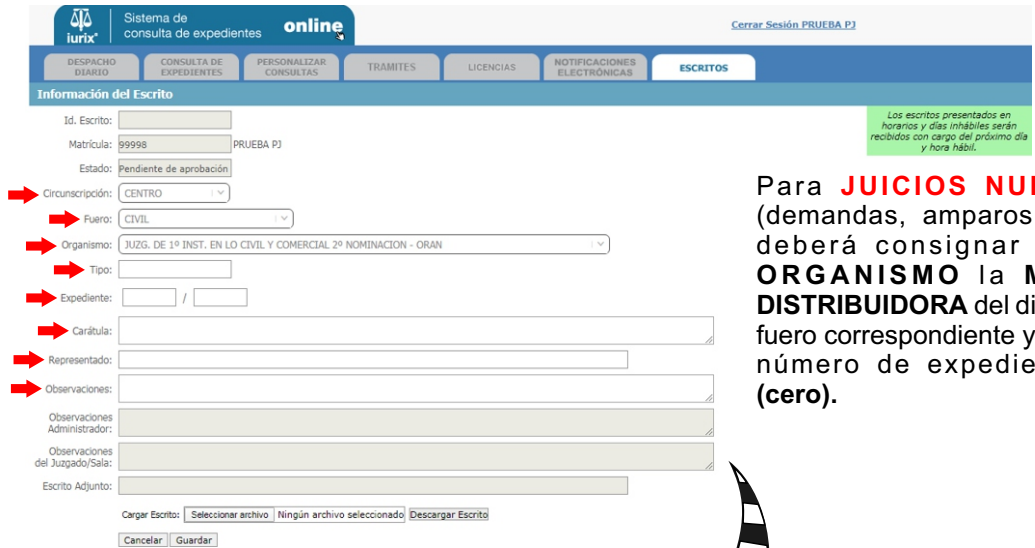 iurix®
Sistema de
consulta de expedientes
online
Cerrar Sesión PRUEBA PJ
DESPACHO
DIARIO
CONSULTA DE
EXPEDIENTES
PERSONALIZAR
CONSULTAS
TRAMITES
LICENCIAS
NOTIFICACIONES
ELECTRÓNICAS
ESCRITOS
Información del Escrito
Id. Escrito:
Matrícula: 99998 PRUEBA PJ
Estado: Pendiente de aprobación
Circunscripción: CENTRO
Fuero: CIVIL
Organismo: JUZG. DE 1º INST. EN LO CIVIL Y COMERCIAL 2º NOMINACION - ORAN
Tipo:
Expediente: /
Carátula:
Representado:
Observaciones:
Observaciones
Administrador:
Observaciones
del Juzgado/Sala:
Escrito Adjunto:
Cargar Escrito: Seleccionar archivo Ningún archivo seleccionado Descargar Escrito
Cancelar Guardar
Los escritos presentados en
horarios y días inhábiles serán
recibidos con cargo del próximo día
y hora hábil.
Para JUICIOS
(demandas, amparos
deberá consignar
ORGANISMO la
DISTRIBUIDORA del
fuero correspondiente y
número de
(cero).